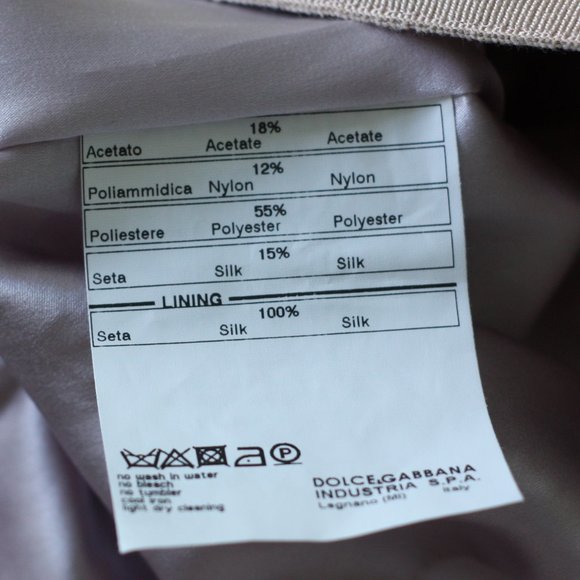 18%
Acetato Acetate Acetate
12%
Poliammidica Nylon Nylon
55%
Poliestere Polyester Polyester
15%
Seta Silk Silk
LINING
100%
Seta Silk Silk
P
no wash in water
no bleach
no tumbler
cool iron
light dry cleaning
DOLCE&GABBANA
INDUSTRIA S.P.A.
Legnano (MI) Italy